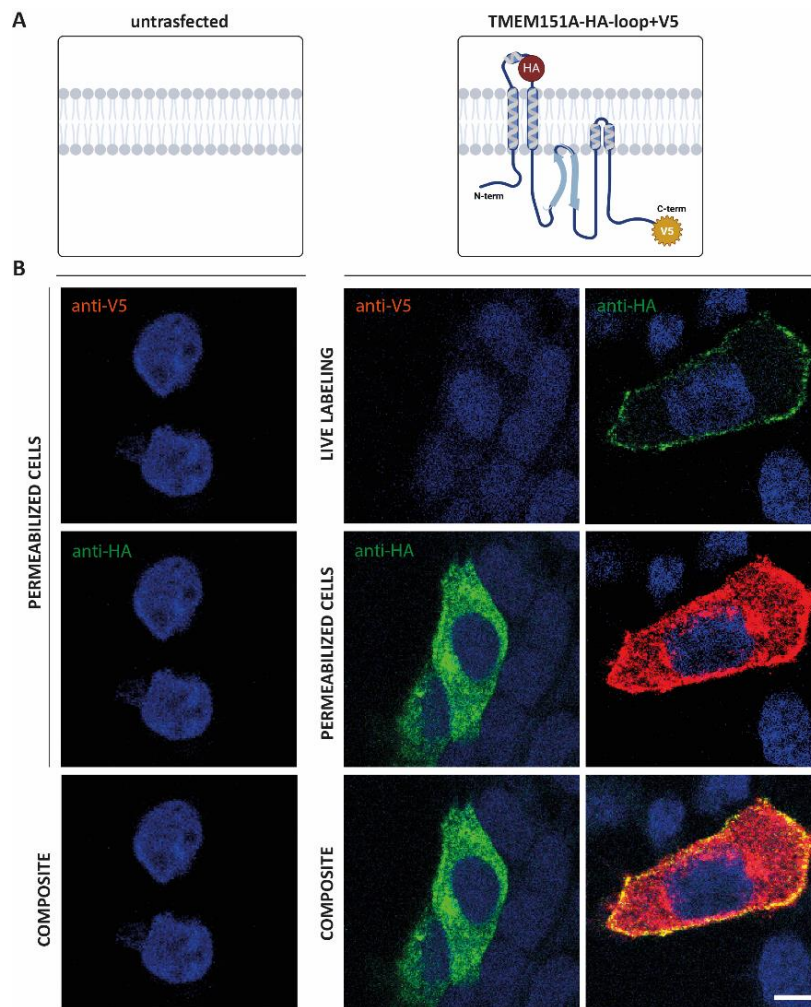 A
untrasfected
TMEM151A-HA-loop+V5
HA
N-term
C-term
V5
B
anti-V5
anti-V5
anti-HA
LIVE LABELING
PERMEABILIZED CELLS
anti-HA
anti-HA
PERMEABILIZED CELLS
COMPOSITE
COMPOSITE